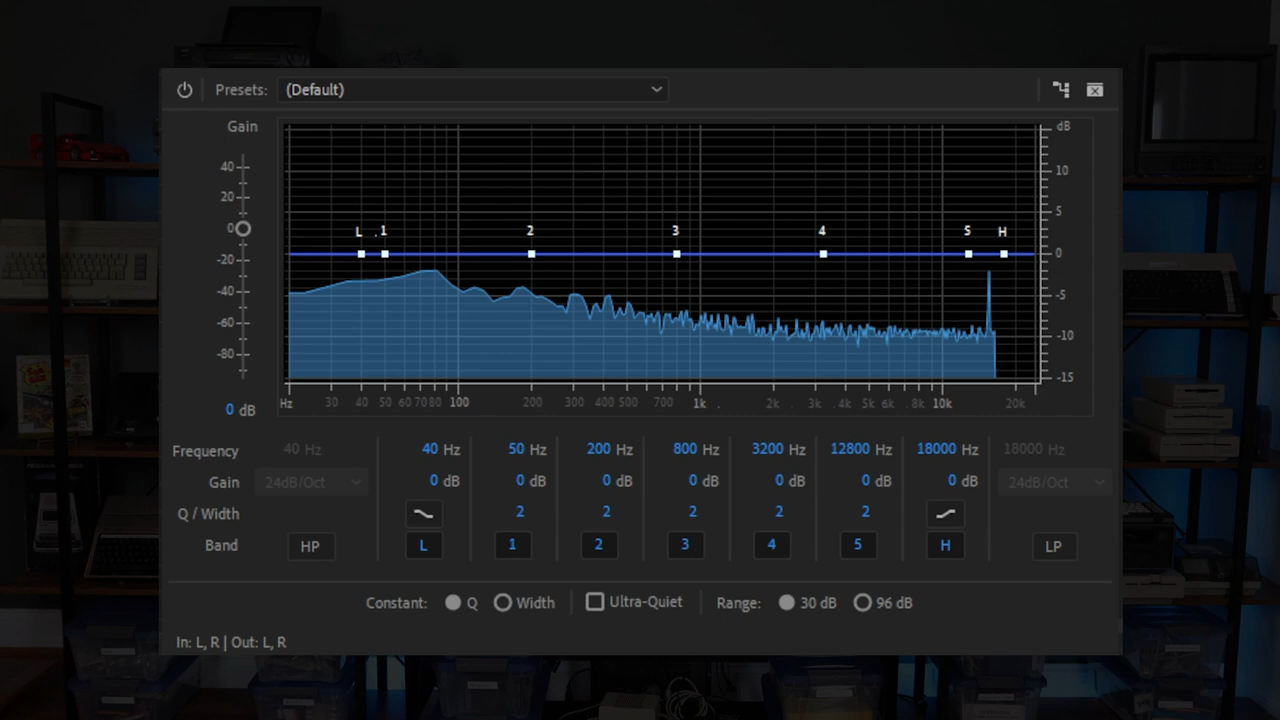 Presets: (Default)
Gain
dB
L 1 2 3 4 5 H
40
20
0
-20
-40
-60
-80
10
5
0
-5
-10
-15
0 dB
Hz 30 40 50 60 70 80 100 200 300 400 500 700 1k 2k 3k 4k 5k 6k 8k 10k 20k
Frequency 40 Hz 40 Hz 50 Hz 200 Hz 800 Hz 3200 Hz 12800 Hz 18000 Hz 18000 Hz
Gain 24dB/Oct 0 dB 0 dB 0 dB 0 dB 0 dB 0 dB 0 dB 24dB/Oct
Q / Width 2 2 2 2 2
Band HP L 1 2 3 4 5 H LP
Constant: Q Width Ultra-Quiet Range: 30 dB 96 dB
In: L, R | Out: L, R